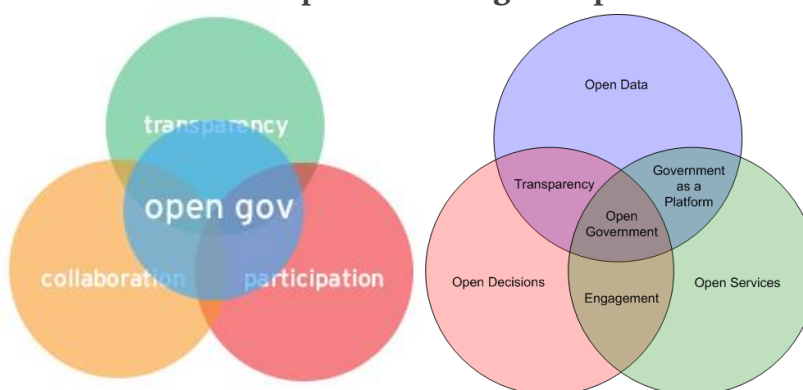 transparency
open gov
collaboration
participation
Open Data
Transparency
Government
as a
Platform
Open
Government
Open Decisions
Engagement
Open Services